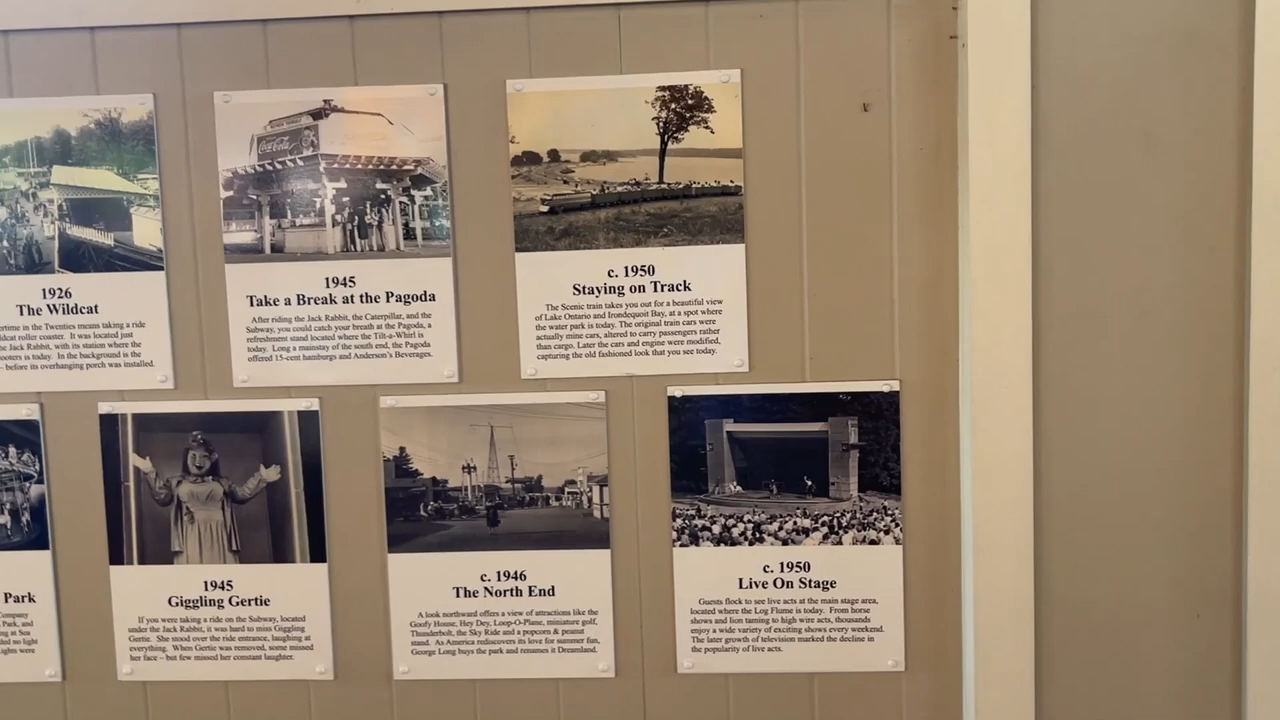 1926
The Wildcat
ertime in the Twenties means taking a ride
dcat roller coaster. It was located just
he Jack Rabbit, with its station where the
ooters is today. In the background is the
– before its overhanging porch was installed.
Coca-Cola
1945
Take a Break at the Pagoda
After riding the Jack Rabbit, the Caterpillar, and the
Subway, you could catch your breath at the Pagoda, a
refreshment stand located where the Tilt-a-Whirl is
today. Long a mainstay of the south end, the Pagoda
offered 15-cent hamburgs and Anderson's Beverages.
c. 1950
Staying on Track
The Scenic train takes you out for a beautiful view
of Lake Ontario and Irondequoit Bay, at a spot where
the water park is today. The original train cars were
actually mine cars, altered to carry passengers rather
than cargo. Later the cars and engine were modified,
capturing the old fashioned look that you see today.
Park
Company
Park, and
ng at Sea
ded no light
ights were
1945
Giggling Gertie
If you were taking a ride on the Subway, located
under the Jack Rabbit, it was hard to miss Giggling
Gertie. She stood over the ride entrance, laughing at
everything. When Gertie was removed, some missed
her face – but few missed her constant laughter.
c. 1946
The North End
A look northward offers a view of attractions like the
Goofy House, Hey Dey, Loop-O-Plane, miniature golf,
Thunderbolt, the Sky Ride and a popcorn & peanut
stand. As America rediscovers its love for summer fun,
George Long buys the park and renames it Dreamland.
c. 1950
Live On Stage
Guests flock to see live acts at the main stage area,
located where the Log Flume is today. From horse
shows and lion taming to high wire acts, thousands
enjoy a wide variety of exciting shows every weekend.
The later growth of television marked the decline in
the popularity of live acts.